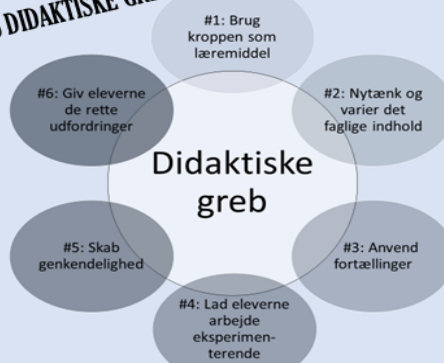 DIDAKTISKE
#1: Brug
kroppen som
læremiddel
#2: Nytænk og
varier det
faglige indhold
#3: Anvend
fortællinger
#4: Lad eleverne
arbejde
eksperimen-
terende
#5: Skab
genkendelighed
#6: Giv eleverne
de rette
udfordringer
Didaktiske
greb